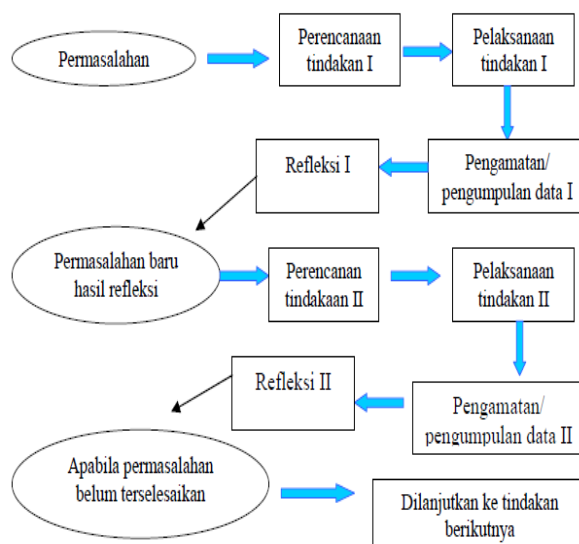 Permasalahan
Perencanaan
tindakan I
Pelaksanaan
tindakan I
Pengamatan/
pengumpulan data I
Refleksi I
Permasalahan baru
hasil refleksi
Perencanan
tindakaan II
Pelaksanaan
tindakan II
Pengamatan/
pengumpulan data II
Refleksi II
Apabila permasalahan
belum terselesaikan
Dilanjutkan ke tindakan
berikutnya